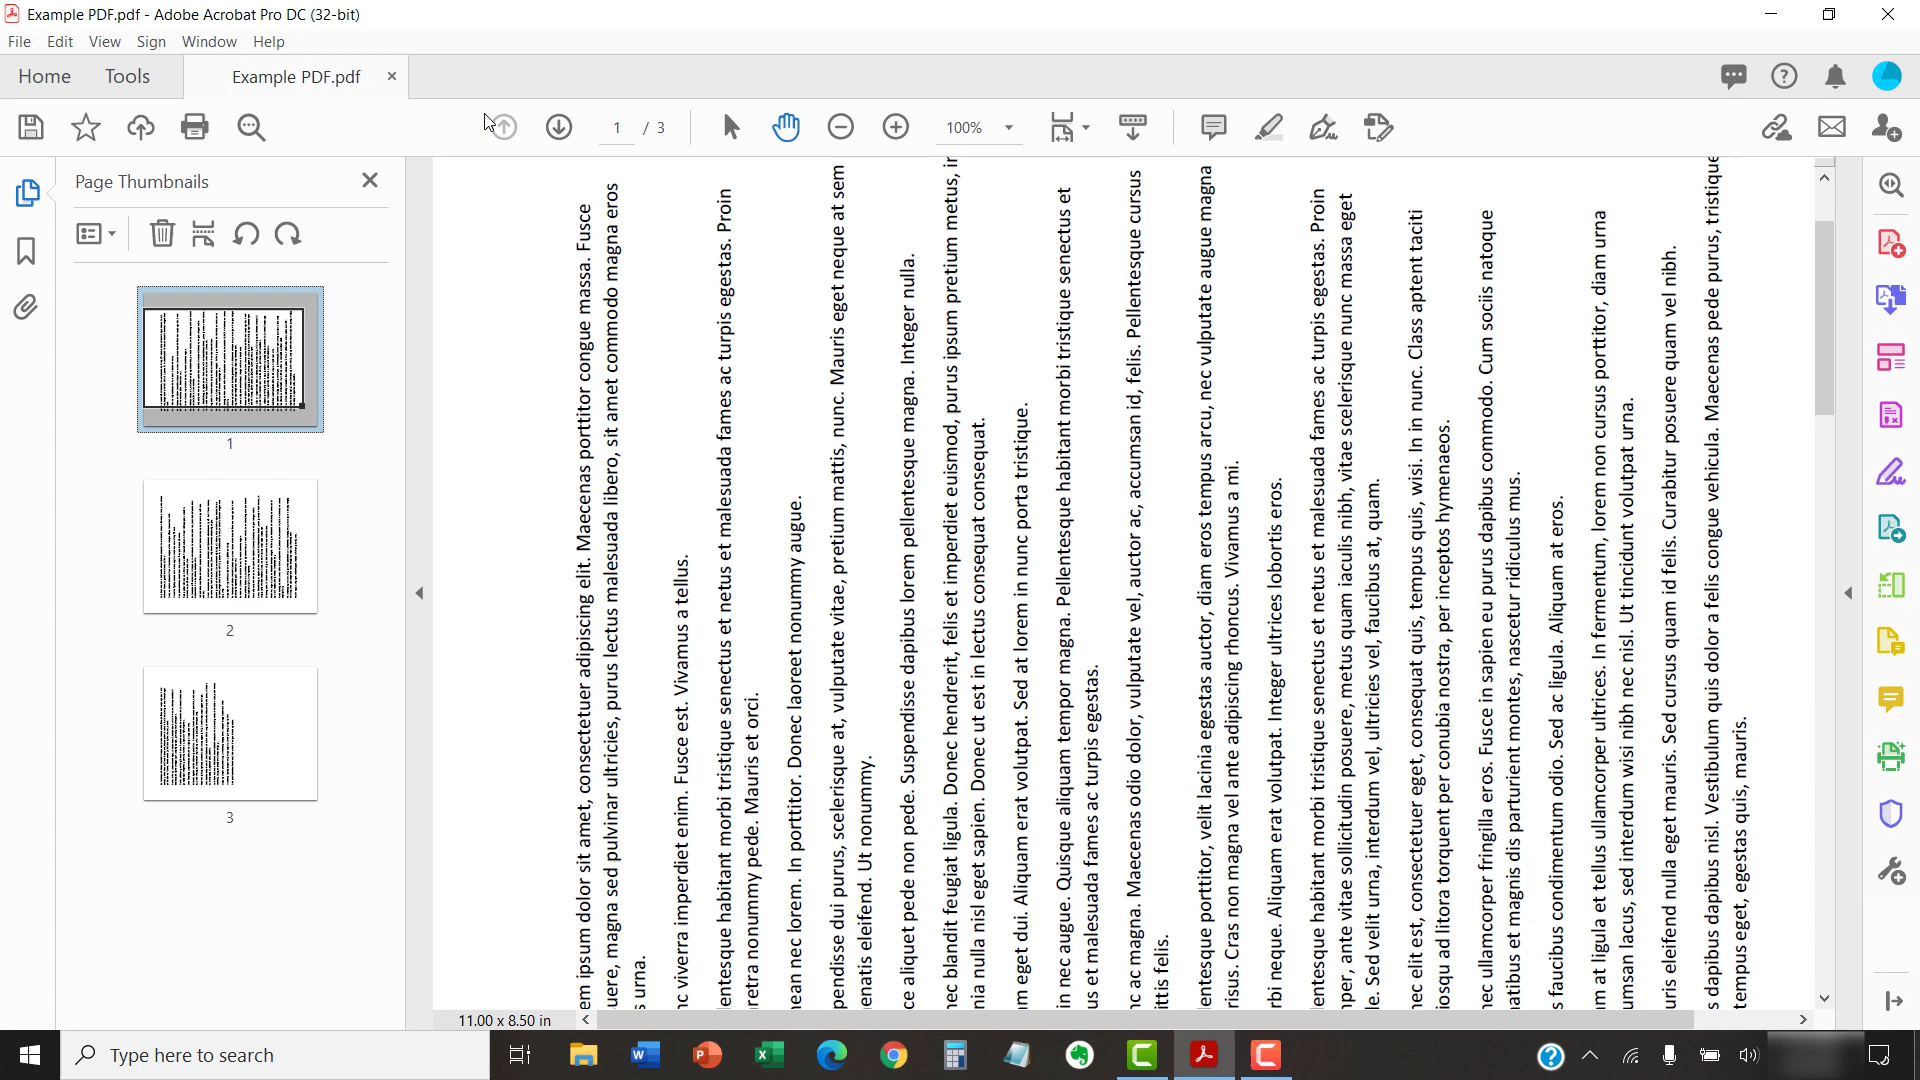 Example PDF.pdf - Adobe Acrobat Pro DC (32-bit)
File Edit View Sign Window Help
Home Tools Example PDF.pdf
1 / 3 100%
Page Thumbnails
1
2
3
em ipsum dolor sit amet, consectetuer adipiscing elit. Maecenas porttitor congue massa. Fusce
uere, magna sed pulvinar ultricies, purus lectus malesuada libero, sit amet commodo magna eros
s urna.
nc viverra imperdiet enim. Fusce est. Vivamus a tellus.
lentesque habitant morbi tristique senectus et netus et malesuada fames ac turpis egestas. Proin
retra nonummy pede. Mauris et orci.
nean nec lorem. In porttitor. Donec laoreet nonummy augue.
pendisse dui purus, scelerisque at, vulputate vitae, pretium mattis, nunc. Mauris eget neque at sem
enatis eleifend. Ut nonummy.
ce aliquet pede non pede. Suspendisse dapibus lorem pellentesque magna. Integer nulla.
nec blandit feugiat ligula. Donec hendrerit, felis et imperdiet euismod, purus ipsum pretium metus, in
nia nulla nisl eget sapien. Donec ut est in lectus consequat consequat.
m eget dui. Aliquam erat volutpat. Sed at lorem in nunc porta tristique.
in nec augue. Quisque aliquam tempor magna. Pellentesque habitant morbi tristique senectus et
us et malesuada fames ac turpis egestas.
nc ac magna. Maecenas odio dolor, vulputate vel, auctor ac, accumsan id, felis. Pellentesque cursus
ittis felis.
lentesque porttitor, velit lacinia egestas auctor, diam eros tempus arcu, nec vulputate augue magna
risus. Cras non magna vel ante adipiscing rhoncus. Vivamus a mi.
rbi neque. Aliquam erat volutpat. Integer ultrices lobortis eros.
lentesque habitant morbi tristique senectus et netus et malesuada fames ac turpis egestas. Proin
nper, ante vitae sollicitudin posuere, metus quam iaculis nibh, vitae scelerisque nunc massa eget
le. Sed velit urna, interdum vel, ultricies vel, faucibus at, quam.
nec elit est, consectetuer eget, consequat quis, tempus quis, wisi. In in nunc. Class aptent taciti
iosqu ad litora torquent per conubia nostra, per inceptos hymenaeos.
nec ullamcorper fringilla eros. Fusce in sapien eu purus dapibus commodo. Cum sociis natoque
natibus et magnis dis parturient montes, nascetur ridiculus mus.
s faucibus condimentum odio. Sed ac ligula. Aliquam at eros.
m at ligula et tellus ullamcorper ultrices. In fermentum, lorem non cursus porttitor, diam urna
umsan lacus, sed interdum wisi nibh nec nisl. Ut tincidunt volutpat urna.
uris eleifend nulla eget mauris. Sed cursus quam id felis. Curabitur posuere quam vel nibh.
s dapibus dapibus nisl. Vestibulum quis dolor a felis congue vehicula. Maecenas pede purus, tristique
tempus eget, egestas quis, mauris.
11.00 x 8.50 in
Type here to search